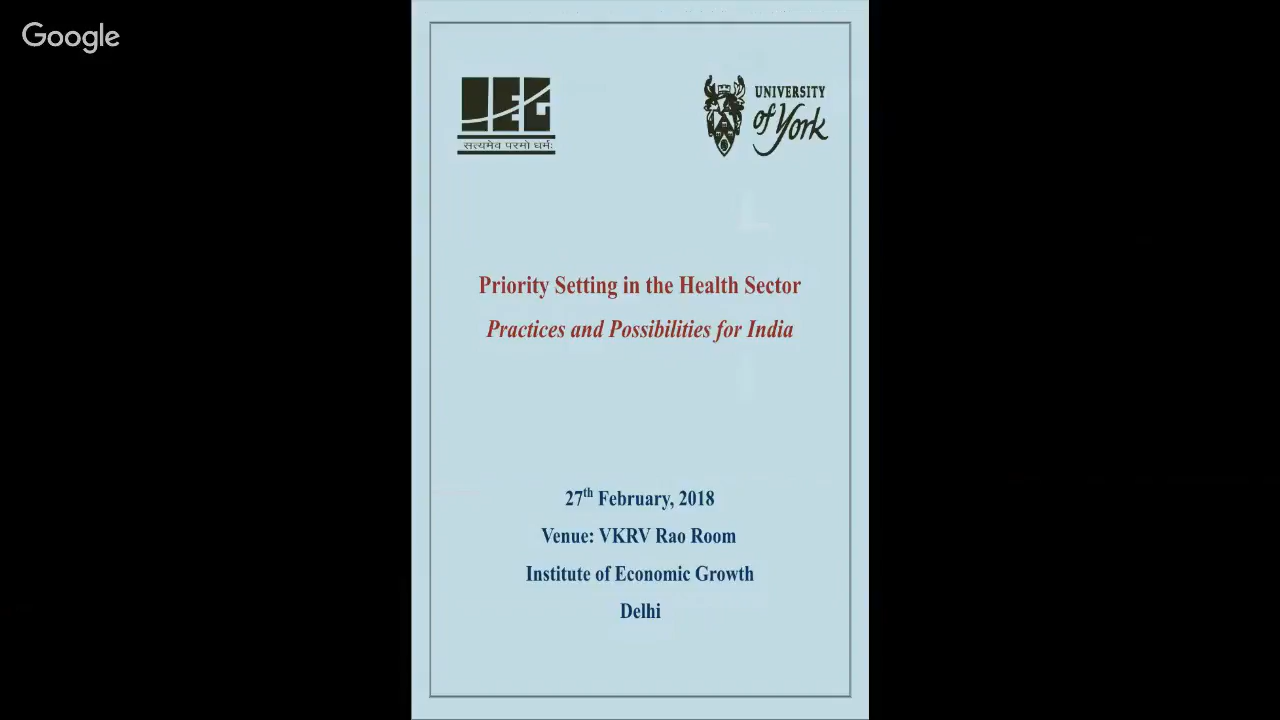 Google
IEG
सत्यमेव परमो धर्मः
UNIVERSITY
of York
Priority Setting in the Health Sector
Practices and Possibilities for India
27th February, 2018
Venue: VKRV Rao Room
Institute of Economic Growth
Delhi